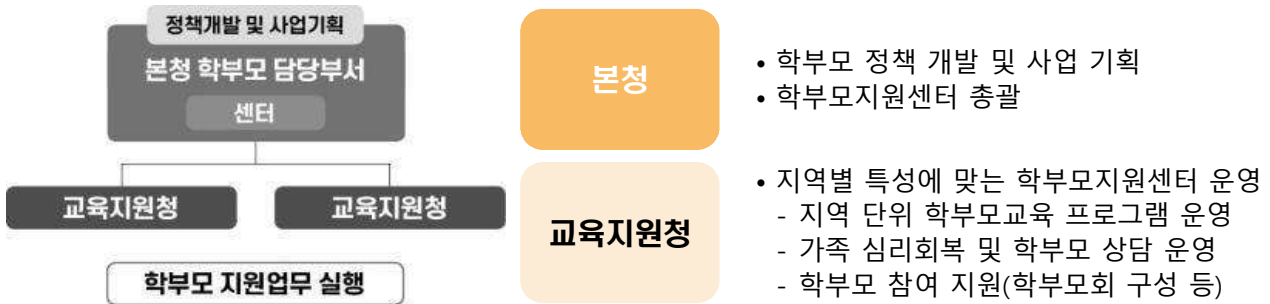 정책개발 및 사업기획
본청 학부모 담당부서
센터
교육지원청
교육지원청
학부모 지원업무 실행
본청
• 학부모 정책 개발 및 사업 기획
• 학부모지원센터 총괄
교육지원청
• 지역별 특성에 맞는 학부모지원센터 운영
- 지역 단위 학부모교육 프로그램 운영
- 가족 심리회복 및 학부모 상담 운영
- 학부모 참여 지원(학부모회 구성 등)